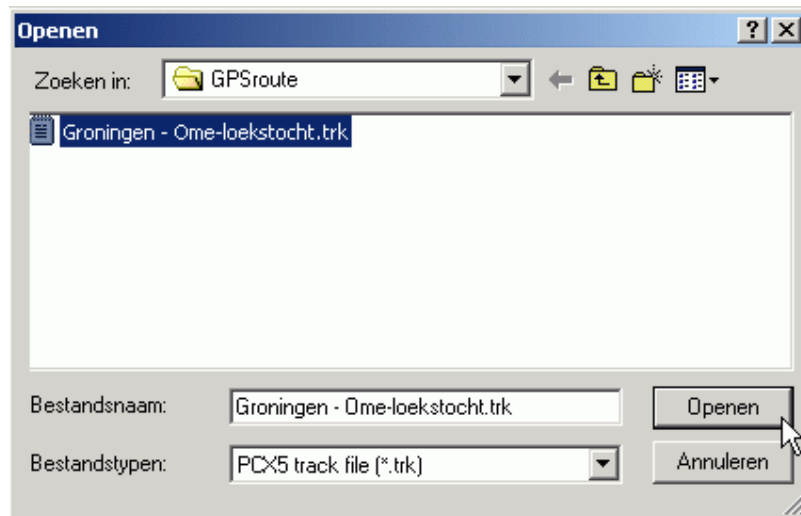 Openen
Zoeken in: GPSroute
Groningen - Ome-loekstocht.trk
Bestandsnaam: Groningen - Ome-loekstocht.trk Openen
Bestandstypen: PCX5 track file (*.trk) Annuleren